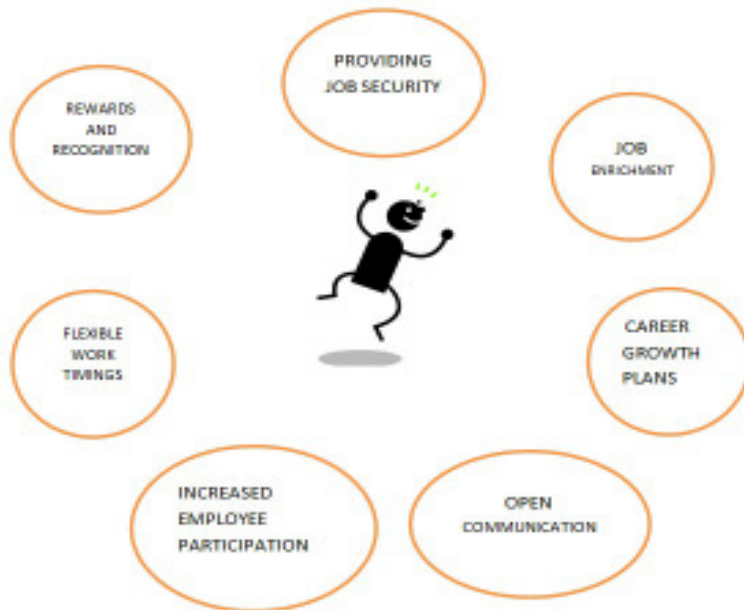 PROVIDING
JOB SECURITY
JOB
ENRICHMENT
CAREER
GROWTH
PLANS
OPEN
COMMUNICATION
INCREASED
EMPLOYEE
PARTICIPATION
FLEXIBLE
WORK
TIMINGS
REWARDS
AND
RECOGNITION